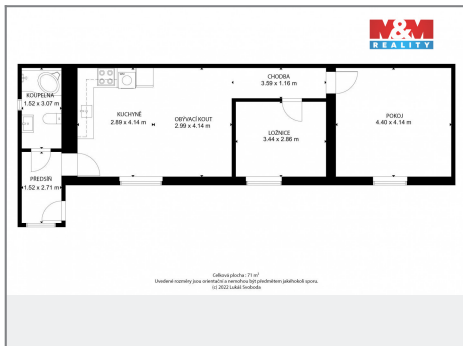 M&M
REALITY
CHODBA
3.59 x 1.16 m
KOUPELNA
1.52 x 3.07 m
KUCHYNĚ
2.89 x 4.14 m
OBÝVACÍ KOUT
2.99 x 4.14 m
LOŽNICE
3.44 x 2.86 m
POKOJ
4.40 x 4.14 m
PŘEDSÍŇ
1.52 x 2.71 m
Celková plocha : 71 m²
Uvedené rozměry jsou orientační a nemohou být předmětem jakéhokoli sporu.
(c) 2022 Lukáš Svoboda